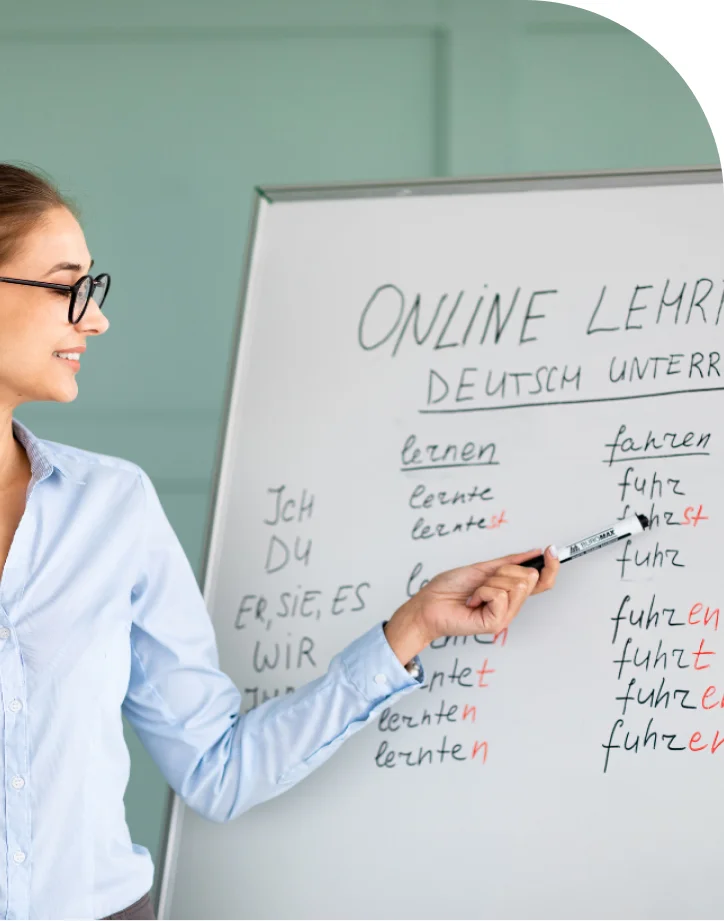 ONLINE LEHR
DEUTSCH UNTERR
lernen fahren
Ich lernte fuhr
DU lerntest fuhrst
ER, SIE, ES fuhr
WIR fuhren
fuhrt
lernten fuhren
lernten fuhren
BUROMAX